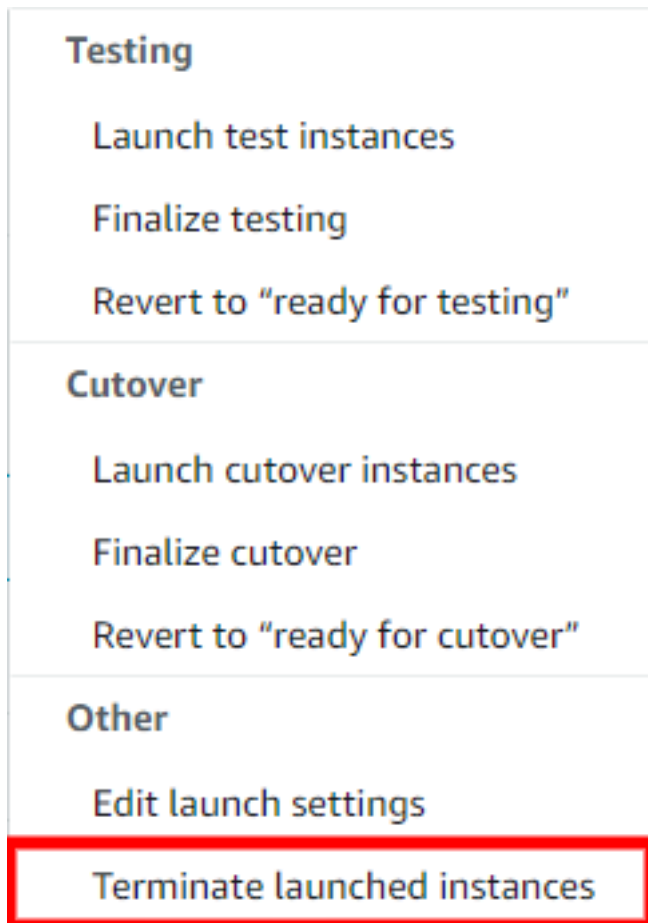 Testing
Launch test instances
Finalize testing
Revert to “ready for testing”
Cutover
Launch cutover instances
Finalize cutover
Revert to “ready for cutover”
Other
Edit launch settings
Terminate launched instances